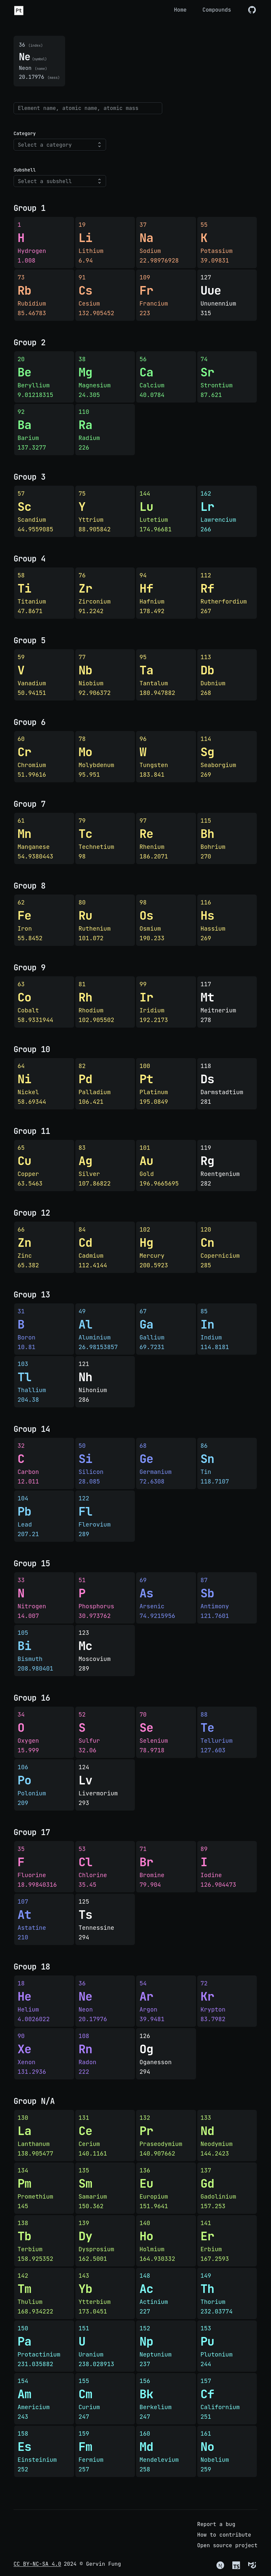 Pt
Home
Compounds
36 (index)
Ne (symbol)
Neon (name)
20.17976 (mass)
Element name, atomic name, atomic mass
Category
Select a category
Subshell
Select a subshell
Group 1
1
H
Hydrogen
1.008
19
Li
Lithium
6.94
37
Na
Sodium
22.98976928
55
K
Potassium
39.09831
73
Rb
Rubidium
85.46783
91
Cs
Cesium
132.905452
109
Fr
Francium
223
127
Uue
Ununennium
315
Group 2
20
Be
Beryllium
9.01218315
38
Mg
Magnesium
24.305
56
Ca
Calcium
40.0784
74
Sr
Strontium
87.621
92
Ba
Barium
137.3277
110
Ra
Radium
226
Group 3
57
Sc
Scandium
44.9559085
75
Y
Yttrium
88.905842
144
Lu
Lutetium
174.96681
162
Lr
Lawrencium
266
Group 4
58
Ti
Titanium
47.8671
76
Zr
Zirconium
91.2242
94
Hf
Hafnium
178.492
112
Rf
Rutherfordium
267
Group 5
59
V
Vanadium
50.94151
77
Nb
Niobium
92.906372
95
Ta
Tantalum
180.947882
113
Db
Dubnium
268
Group 6
60
Cr
Chromium
51.99616
78
Mo
Molybdenum
95.951
96
W
Tungsten
183.841
114
Sg
Seaborgium
269
Group 7
61
Mn
Manganese
54.9380443
79
Tc
Technetium
98
97
Re
Rhenium
186.2071
115
Bh
Bohrium
270
Group 8
62
Fe
Iron
55.8452
80
Ru
Ruthenium
101.072
98
Os
Osmium
190.233
116
Hs
Hassium
269
Group 9
63
Co
Cobalt
58.9331944
81
Rh
Rhodium
102.905502
99
Ir
Iridium
192.2173
117
Mt
Meitnerium
278
Group 10
64
Ni
Nickel
58.69344
82
Pd
Palladium
106.421
100
Pt
Platinum
195.0849
118
Ds
Darmstadtium
281
Group 11
65
Cu
Copper
63.5463
83
Ag
Silver
107.86822
101
Au
Gold
196.9665695
119
Rg
Roentgenium
282
Group 12
66
Zn
Zinc
65.382
84
Cd
Cadmium
112.4144
102
Hg
Mercury
200.5923
120
Cn
Copernicium
285
Group 13
31
B
Boron
10.81
49
Al
Aluminium
26.98153857
67
Ga
Gallium
69.7231
85
In
Indium
114.8181
103
Tl
Thallium
204.38
121
Nh
Nihonium
286
Group 14
32
C
Carbon
12.011
50
Si
Silicon
28.085
68
Ge
Germanium
72.6308
86
Sn
Tin
118.7107
104
Pb
Lead
207.21
122
Fl
Flerovium
289
Group 15
33
N
Nitrogen
14.007
51
P
Phosphorus
30.973762
69
As
Arsenic
74.9215956
87
Sb
Antimony
121.7601
105
Bi
Bismuth
208.980401
123
Mc
Moscovium
289
Group 16
34
O
Oxygen
15.999
52
S
Sulfur
32.06
70
Se
Selenium
78.9718
88
Te
Tellurium
127.603
106
Po
Polonium
209
124
Lv
Livermorium
293
Group 17
35
F
Fluorine
18.99840316
53
Cl
Chlorine
35.45
71
Br
Bromine
79.904
89
I
Iodine
126.904473
107
At
Astatine
210
125
Ts
Tennessine
294
Group 18
18
He
Helium
4.0026022
36
Ne
Neon
20.17976
54
Ar
Argon
39.9481
72
Kr
Krypton
83.7982
90
Xe
Xenon
131.2936
108
Rn
Radon
222
126
Og
Oganesson
294
Group N/A
130
La
Lanthanum
138.905477
131
Ce
Cerium
140.1161
132
Pr
Praseodymium
140.907662
133
Nd
Neodymium
144.2423
134
Pm
Promethium
145
135
Sm
Samarium
150.362
136
Eu
Europium
151.9641
137
Gd
Gadolinium
157.253
138
Tb
Terbium
158.925352
139
Dy
Dysprosium
162.5001
140
Ho
Holmium
164.930332
141
Er
Erbium
167.2593
142
Tm
Thulium
168.934222
143
Yb
Ytterbium
173.0451
148
Ac
Actinium
227
149
Th
Thorium
232.03774
150
Pa
Protactinium
231.035882
151
U
Uranium
238.028913
152
Np
Neptunium
237
153
Pu
Plutonium
244
154
Am
Americium
243
155
Cm
Curium
247
156
Bk
Berkelium
247
157
Cf
Californium
251
158
Es
Einsteinium
252
159
Fm
Fermium
257
160
Md
Mendelevium
258
161
No
Nobelium
259
Report a bug
How to contribute
Open source project
CC BY-NC-SA 4.0 2024 © Gervin Fung